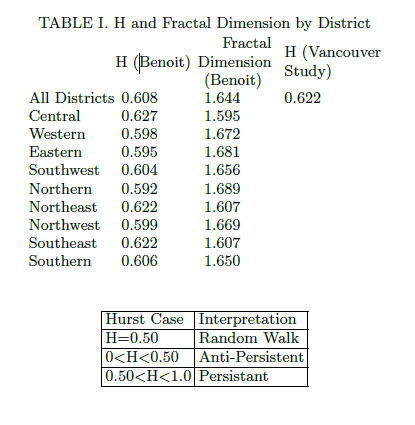 TABLE I. H and Fractal Dimension by District
H (Benoit) Fractal Dimension (Benoit) H (Vancouver Study)
All Districts 0.608 1.644 0.622
Central 0.627 1.595
Western 0.598 1.672
Eastern 0.595 1.681
Southwest 0.604 1.656
Northern 0.592 1.689
Northeast 0.622 1.607
Northwest 0.599 1.669
Southeast 0.622 1.607
Southern 0.606 1.650
Hurst Case Interpretation
H=0.50 Random Walk
0<H<0.50 Anti-Persistent
0.50<H<1.0 Persistant